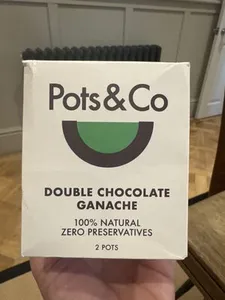 Pots&Co
DOUBLE CHOCOLATE
GANACHE
100% NATURAL
ZERO PRESERVATIVES
2 POTS